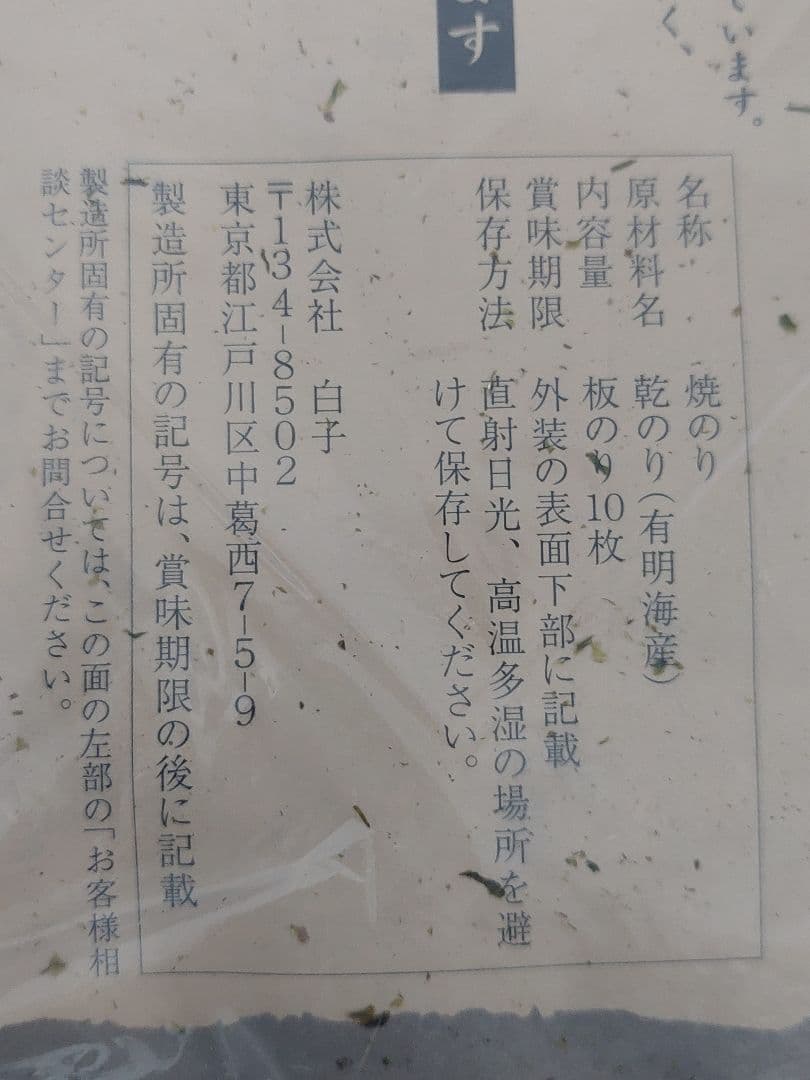 ています。
く、
ます
名称 焼のり
原材料名 乾のり(有明海産)
内容量 板のり10枚
賞味期限 外装の表面下部に記載
保存方法 直射日光、高温多湿の場所を避
けて保存してください。
株式会社 白子
〒134-8502
東京都江戸川区中葛西7-5-9
製造所固有の記号は、賞味期限の後に記載
製造所固有の記号については、この面の左部の「お客様相
談センター」までお問合せください。